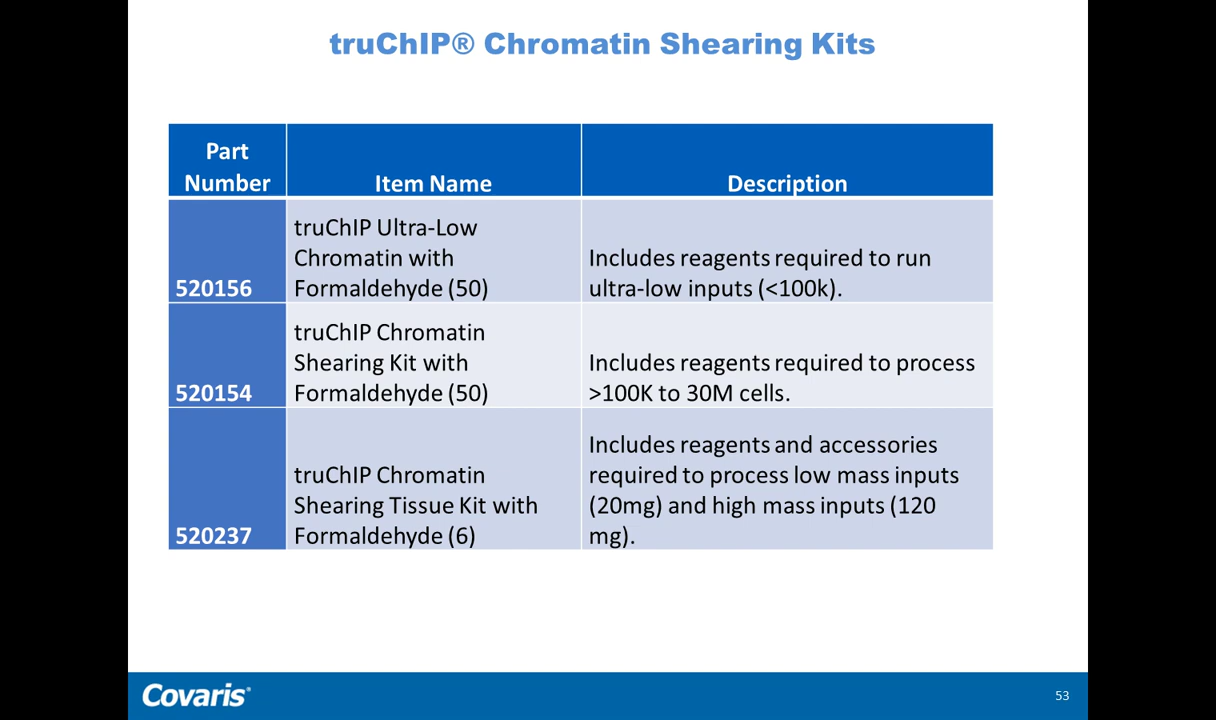 truChIP® Chromatin Shearing Kits
Part
Number
Item Name
Description
520156
truChIP Ultra-Low
Chromatin with
Formaldehyde (50)
Includes reagents required to run
ultra-low inputs (<100k).
520154
truChIP Chromatin
Shearing Kit with
Formaldehyde (50)
Includes reagents required to process
>100K to 30M cells.
520237
truChIP Chromatin
Shearing Tissue Kit with
Formaldehyde (6)
Includes reagents and accessories
required to process low mass inputs
(20mg) and high mass inputs (120
mg).
Covaris®
53